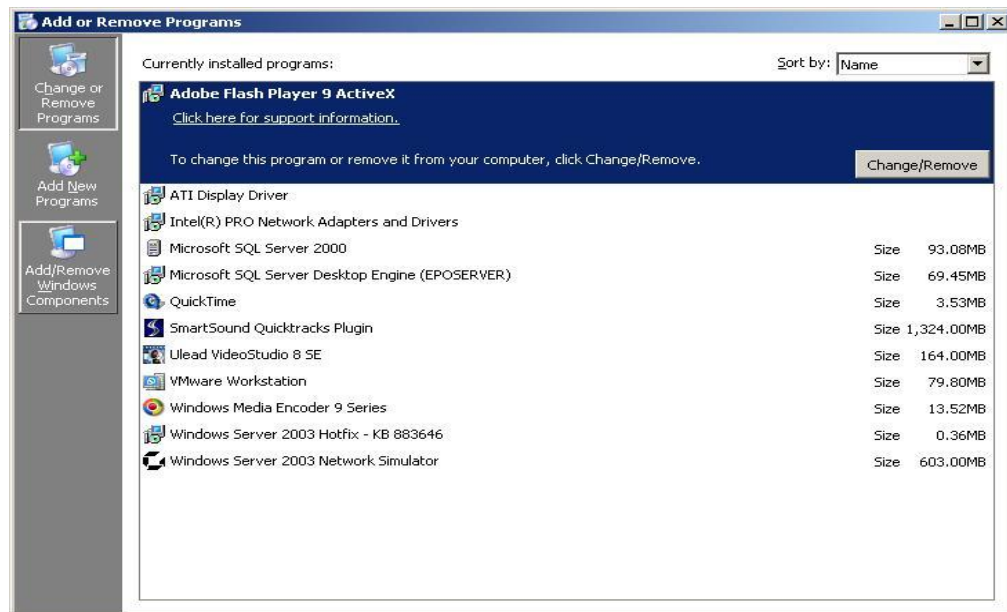 Add or Remove Programs
Change or
Remove
Programs
Add New
Programs
Add/Remove
Windows
Components
Currently installed programs:
Sort by: Name
Adobe Flash Player 9 ActiveX
Click here for support information.
To change this program or remove it from your computer, click Change/Remove.
Change/Remove
ATI Display Driver
Intel(R) PRO Network Adapters and Drivers
Microsoft SQL Server 2000 Size 93.08MB
Microsoft SQL Server Desktop Engine (EPOSERVER) Size 69.45MB
QuickTime Size 3.53MB
SmartSound Quicktracks Plugin Size 1,324.00MB
Ulead VideoStudio 8 SE Size 164.00MB
VMware Workstation Size 79.80MB
Windows Media Encoder 9 Series Size 13.52MB
Windows Server 2003 Hotfix - KB 883646 Size 0.36MB
Windows Server 2003 Network Simulator Size 603.00MB